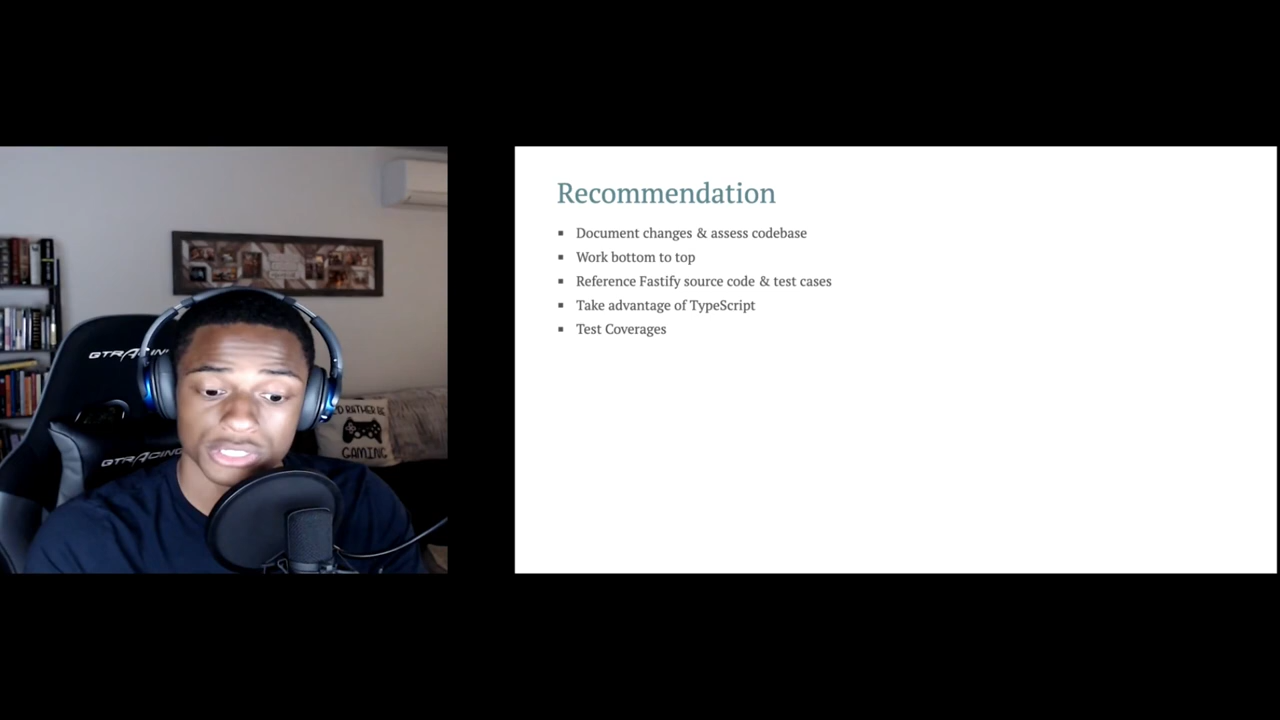 Recommendation
Document changes & assess codebase
Work bottom to top
Reference Fastify source code & test cases
Take advantage of TypeScript
Test Coverages
GTRACIN
GTRACING
'D RATHER BE
GAMING